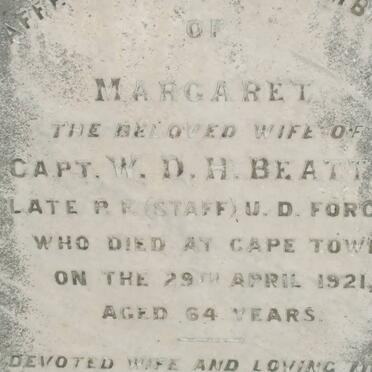 OF
MARGARET
THE BELOVED WIFE OF
CAPT. W. D. H. BEATT
LATE P. F. (STAFF) U. D. FORC
WHO DIED AT CAPE TOW
ON THE 29TH APRIL 1921,
AGED 64 YEARS.
DEVOTED WIFE AND LOVING